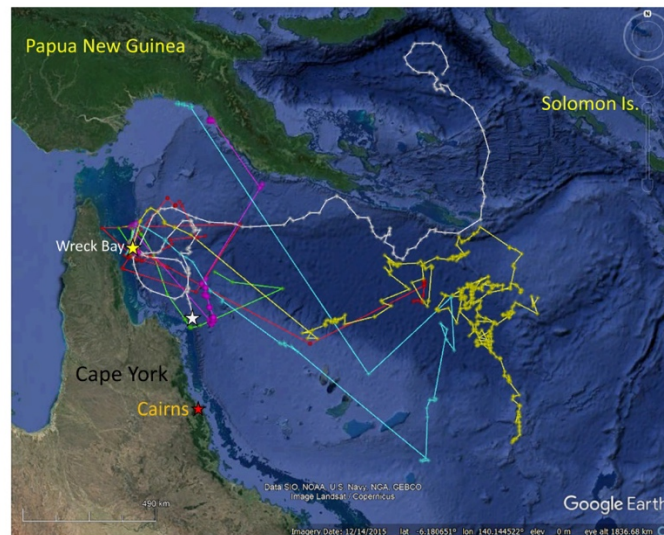 Papua New Guinea
N
Solomon Is.
Wreck Bay
Cape York
Cairns
Data SIO, NOAA, U.S. Navy, NGA, GEBCO
Image Landsat / Copernicus
490 km
Google Earth
Imagery Date: 12/14/2015 lat -6.180651° lon 140.144522° elev 0 m eye alt 1836.68 km